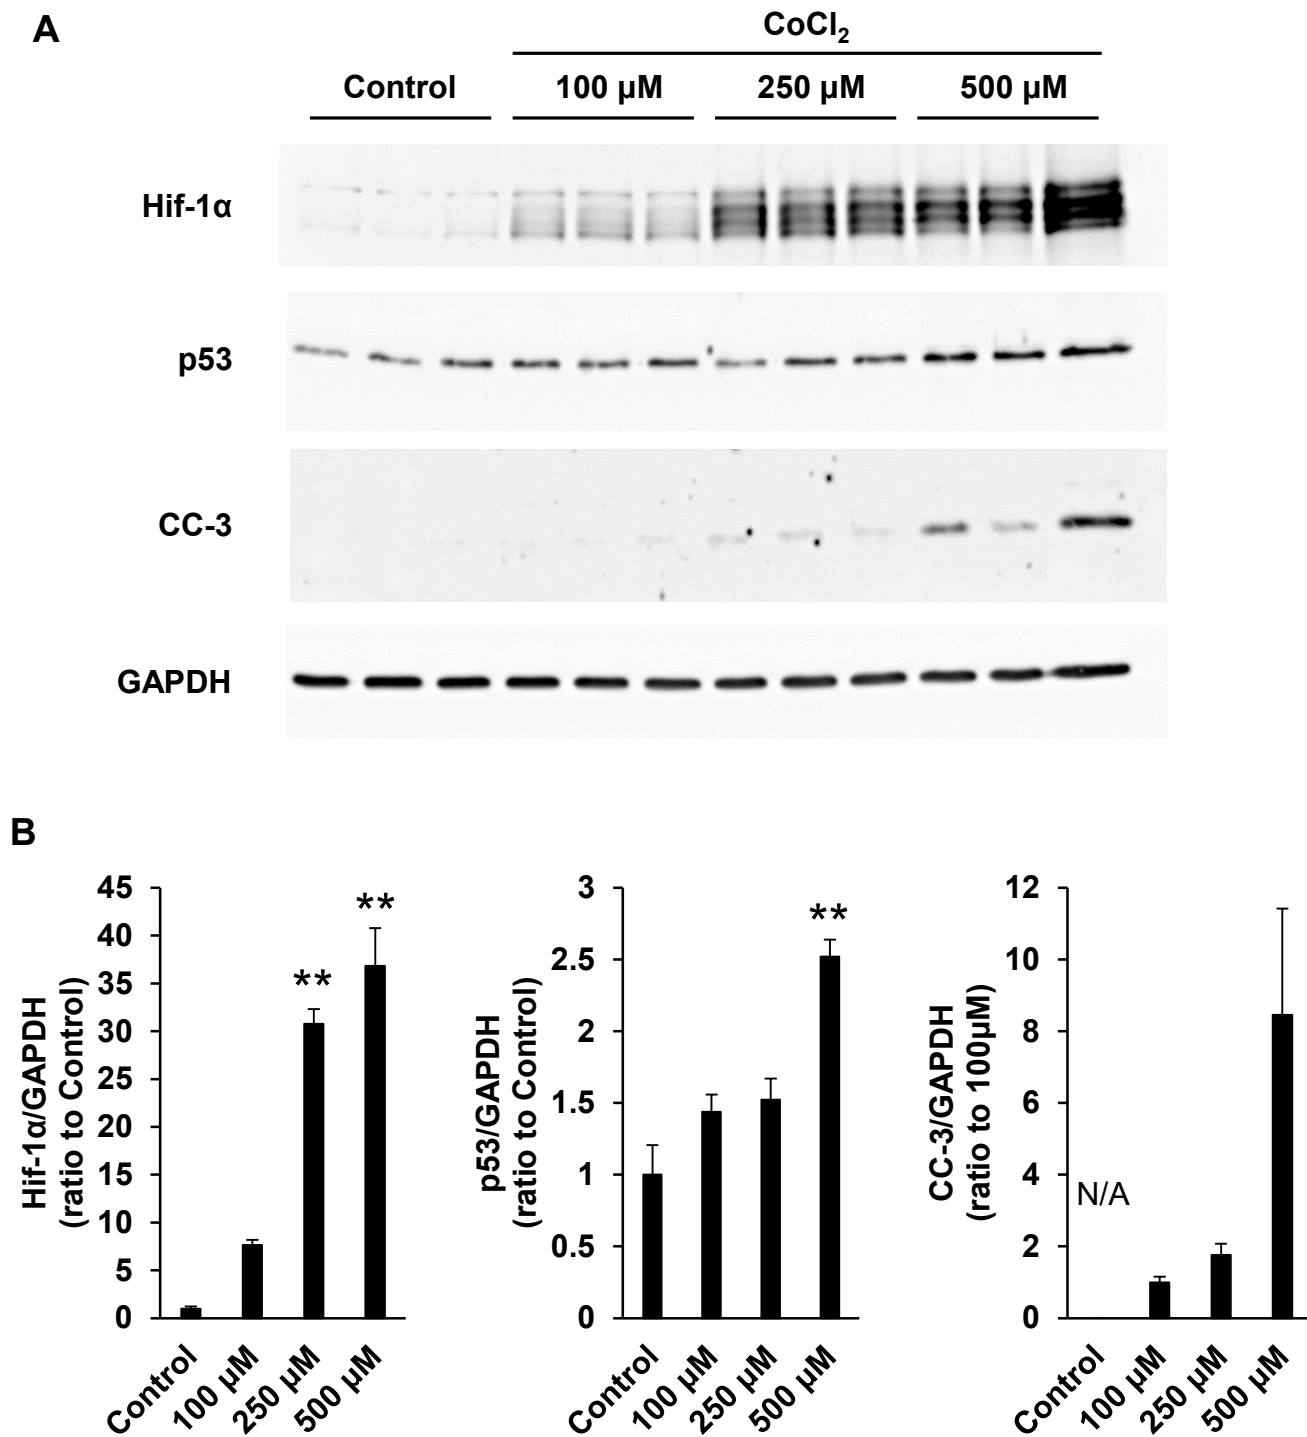 A
CoCl₂
Control 100 µM 250 µM 500 µM
Hif-1α
p53
CC-3
GAPDH
B
Hif-1α/GAPDH
(ratio to Control)
45
40
35
30
25
20
15
10
5
0
**
**
Control
100 µM
250 µM
500 µM
p53/GAPDH
(ratio to Control)
3
2.5
2
1.5
1
0.5
0
**
Control
100 µM
250 µM
500 µM
CC-3/GAPDH
(ratio to 100µM)
12
10
8
6
4
2
0
N/A
Control
100 µM
250 µM
500 µM